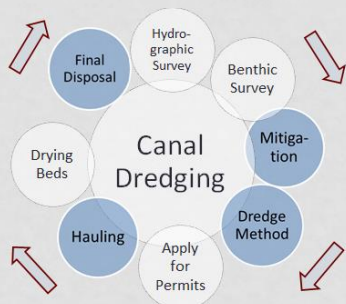 Hydro-
graphic
Survey
Benthic
Survey
Mitiga-
tion
Dredge
Method
Apply
for
Permits
Hauling
Drying
Beds
Final
Disposal
Canal
Dredging